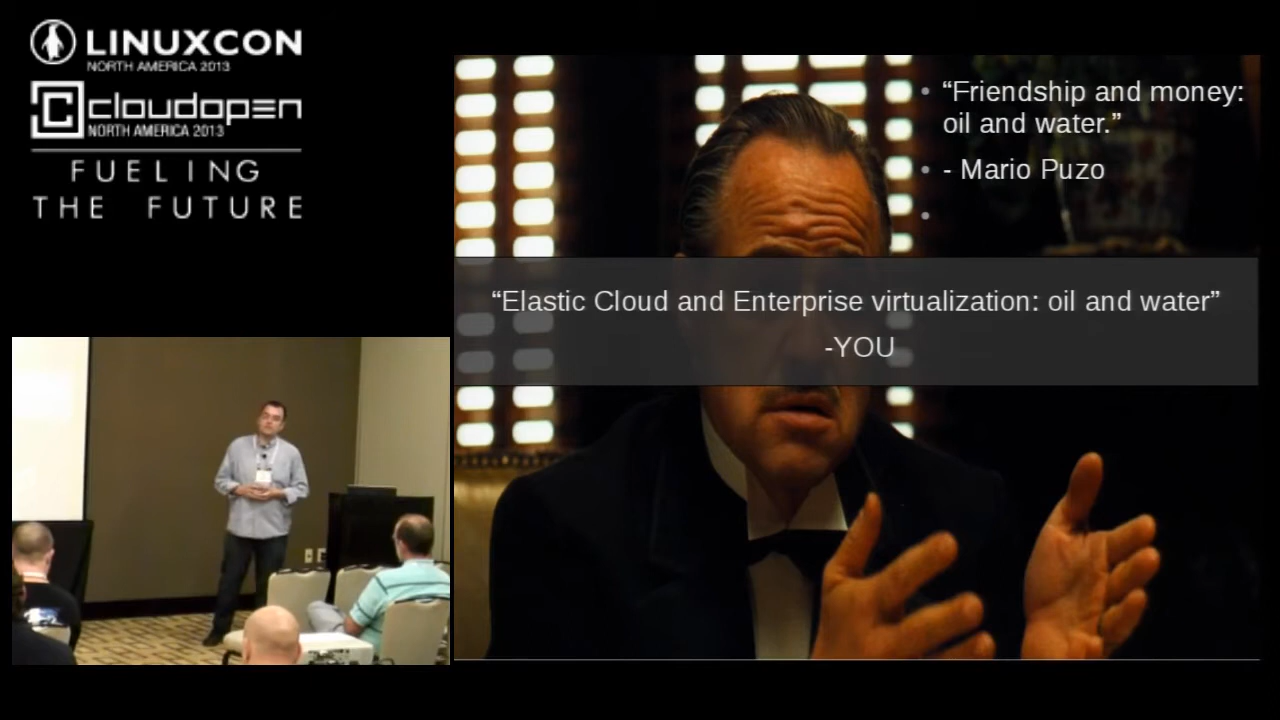 LINUXCON
NORTH AMERICA 2013
cloudopen
NORTH AMERICA 2013
FUELING
THE FUTURE
• “Friendship and money:
oil and water.”
• - Mario Puzo
•
“Elastic Cloud and Enterprise virtualization: oil and water”
-YOU